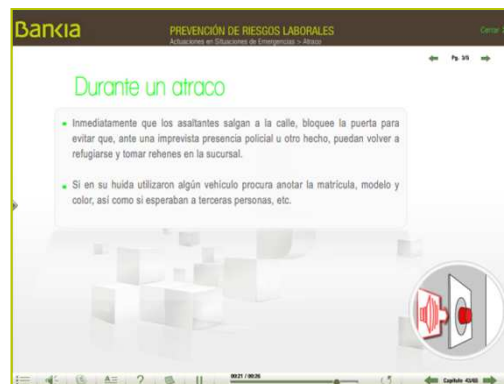 Bankia
PREVENCIÓN DE RIESGOS LABORALES
Actuaciones en Situaciones de Emergencias > Atraco
Cerrar
Pg. 3/5
Durante un atraco
Inmediatamente que los asaltantes salgan a la calle, bloquee la puerta para
evitar que, ante una imprevista presencia policial u otro hecho, puedan volver a
refugiarse y tomar rehenes en la sucursal.
Si en su huida utilizaron algún vehículo procura anotar la matrícula, modelo y
color, así como si esperaban a terceras personas, etc.
00:21 / 00:26
Capítulo 43/65